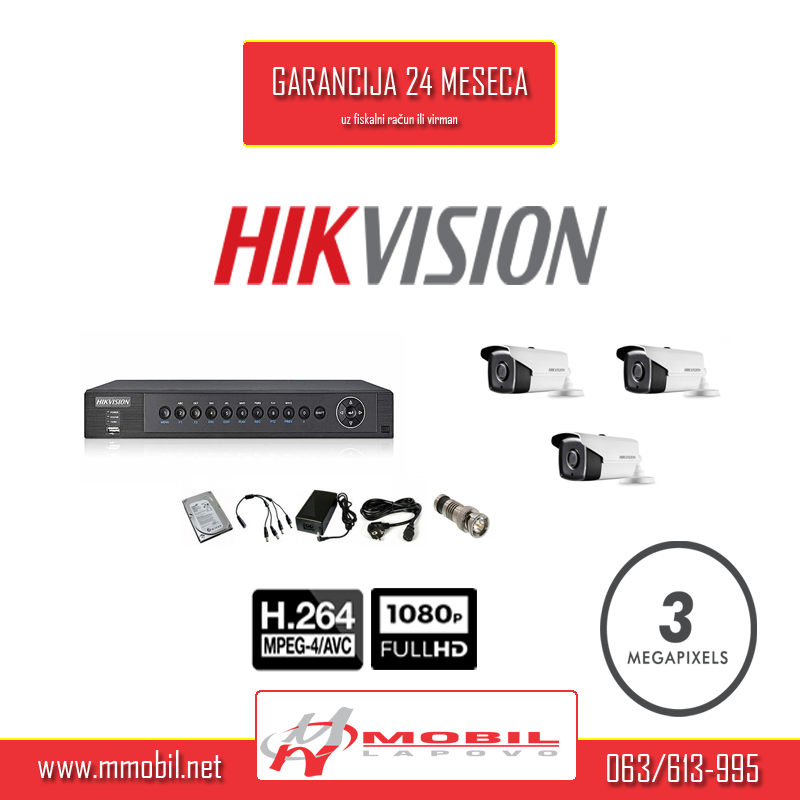 GARANCIJA 24 MESECA
uz fiskalni račun ili virman
HIKVISION
HIKVISION
H.264
MPEG-4/AVC
1080p
FULLHD
3
MEGAPIXELS
MOBIL
LAPOVO
www.mmobil.net
063/613-995